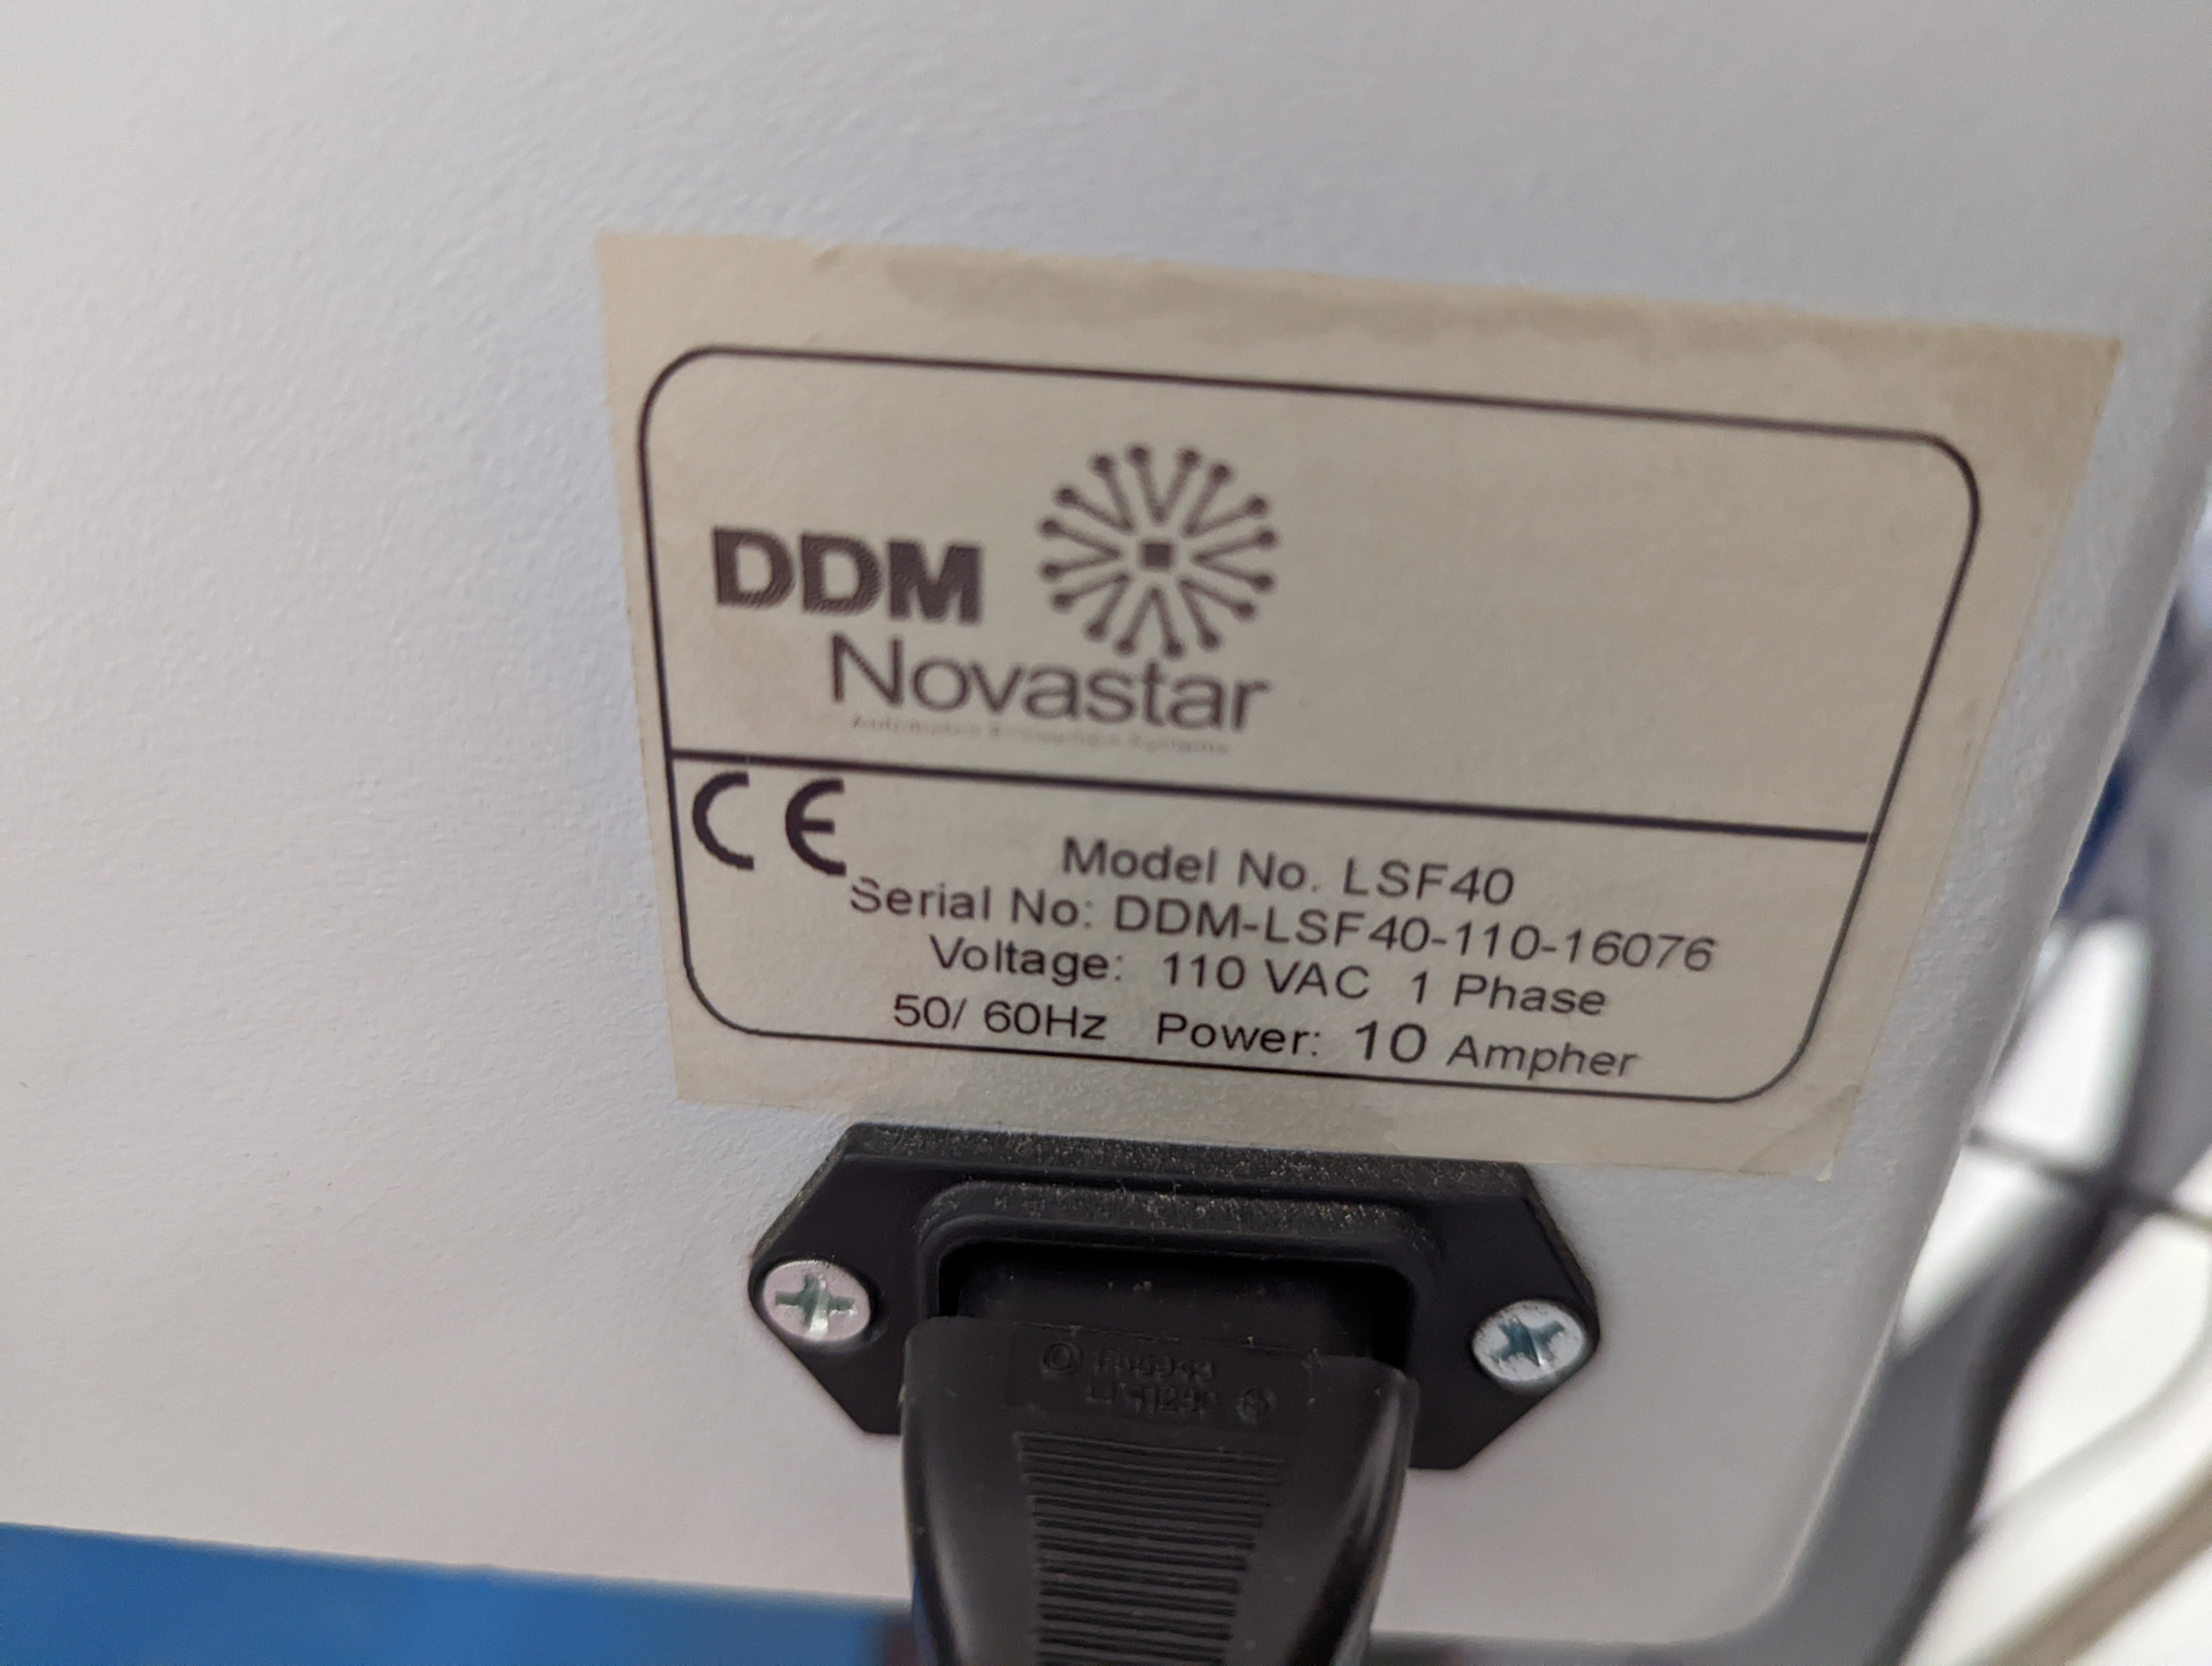 DDM
Novastar
CE
Model No. LSF40
Serial No: DDM-LSF40-110-16076
Voltage: 110 VAC 1 Phase
50/ 60Hz Power: 10 Ampher